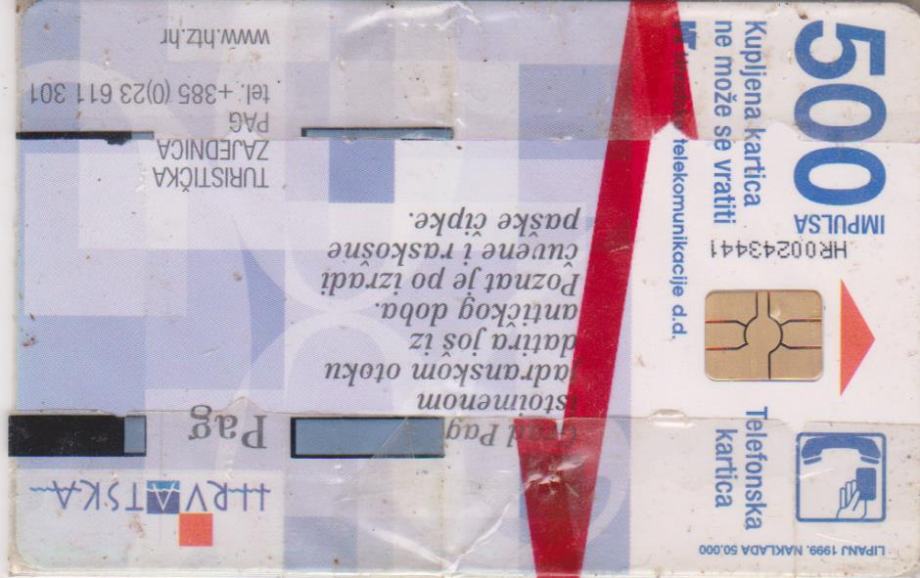 HRVATSKA
Pag
Grad Pag
istoimenom
Jadranskom otoku
datira još iz
antičkog doba.
Poznat je po izradi
čuvene i raskošne
paške čipke.
TURISTIČKA
ZAJEDNICA
PAG
tel. + 385 (0)23 611 301
www.htz.hr
500
IMPULSA
HR00243441
Kupljena kartica
ne može se vratiti
telekomunikacije d.d.
Telefonska
kartica
LIPANJ 1999. NAKLADA 50.000